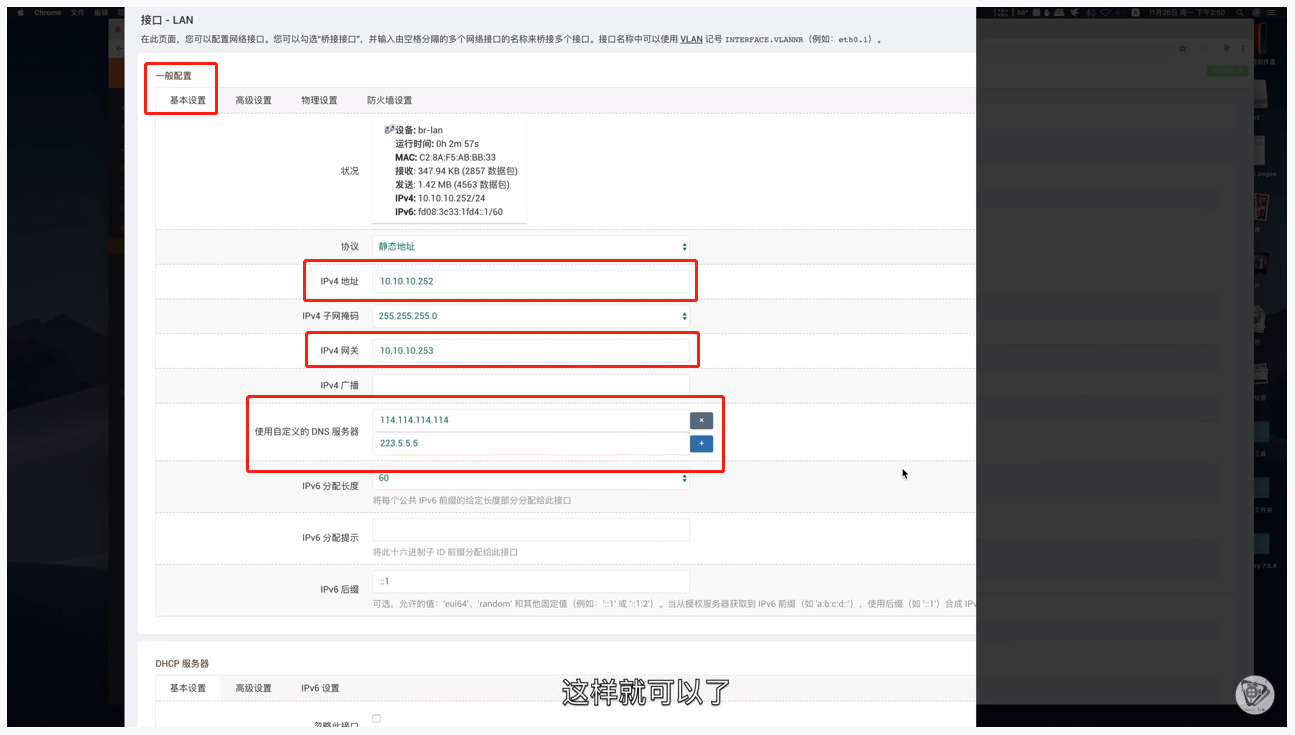 Chrome 文件 编辑
11月26日 周一 下午2:50
接口 - LAN
在此页面，您可以配置网络接口。您可以勾选“桥接接口”，并输入由空格分隔的多个网络接口的名称来桥接多个接口。接口名称中可以使用 VLAN 记号 INTERFACE.VLANNR（例如：eth0.1）。
一般配置
基本设置 高级设置 物理设置 防火墙设置
状况
设备: br-lan
运行时间: 0h 2m 57s
MAC: C2:8A:F5:AB:BB:33
接收: 347.94 KB (2857 数据包)
发送: 1.42 MB (4563 数据包)
IPv4: 10.10.10.252/24
IPv6: fd08:3c33:1fd4::1/60
协议 静态地址
IPv4 地址 10.10.10.252
IPv4 子网掩码 255.255.255.0
IPv4 网关 10.10.10.253
IPv4 广播
使用自定义的 DNS 服务器
114.114.114.114 ×
223.5.5.5 +
IPv6 分配长度 60
将每个公共 IPv6 前缀的给定长度部分分配给此接口
IPv6 分配提示
将此十六进制子 ID 前缀分配给此接口
IPv6 后缀 ::1
可选，允许的值：'eui64'、'random' 和其他固定值（例如：'::1' 或 '::1:2'）。当从授权服务器获取到 IPv6 前缀（如 'a:b:c:d::'），使用后缀（如 '::1'）合成 IPv
DHCP 服务器
基本设置 高级设置 IPv6 设置
忽略此接口
这样就可以了